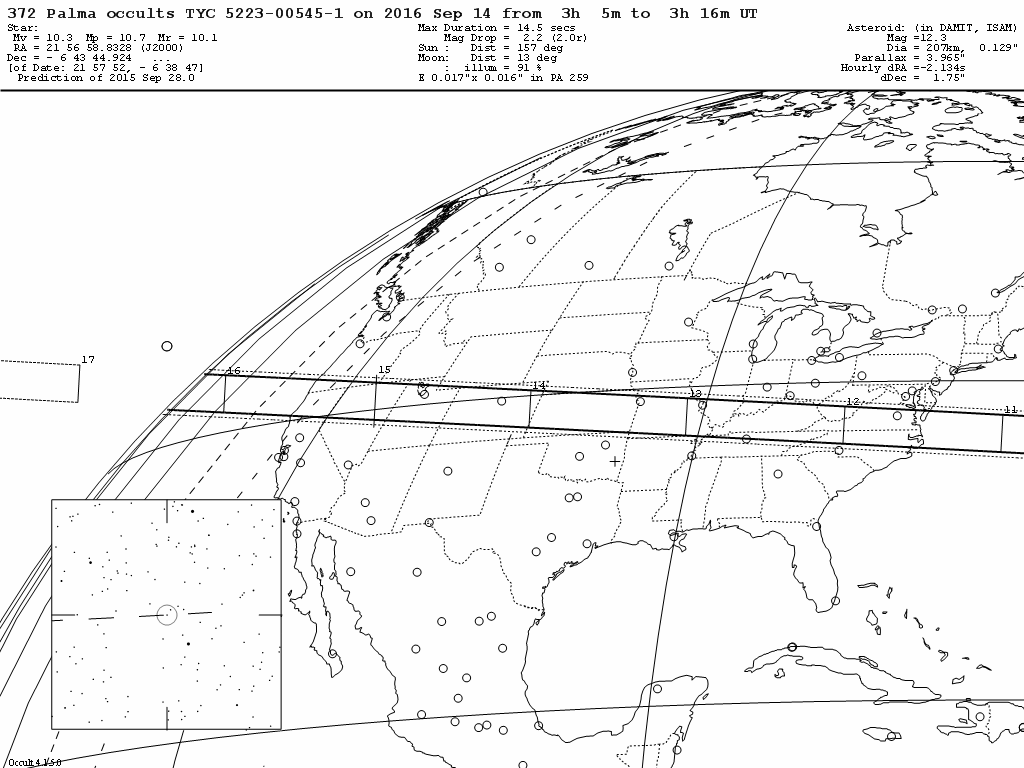 372 Palma occults TYC 5223-00545-1 on 2016 Sep 14 from  3h  5m to  3h 16m UT
Star:
Mv = 10.3  Mp = 10.7  Mr = 10.1
RA = 21 56 58.8328 (J2000)
Dec = - 6 43 44.924   ...
[of Date: 21 57 52, - 6 38 47]
Prediction of 2015 Sep 28.0
Max Duration = 14.5 secs
Mag Drop =  2.2 (2.0r)
Sun :   Dist = 157 deg
Moon:   Dist = 13 deg
:  illum = 91 %
E 0.017"x 0.016" in PA 259
Asteroid: (in DAMIT, ISAM)
Mag =12.3
Dia = 207km,  0.129"
Parallax = 3.965"
Hourly dRA =-2.134s
dDec =  1.75"
17
16
15
14
13
12
11
Occult 4.1.5.0